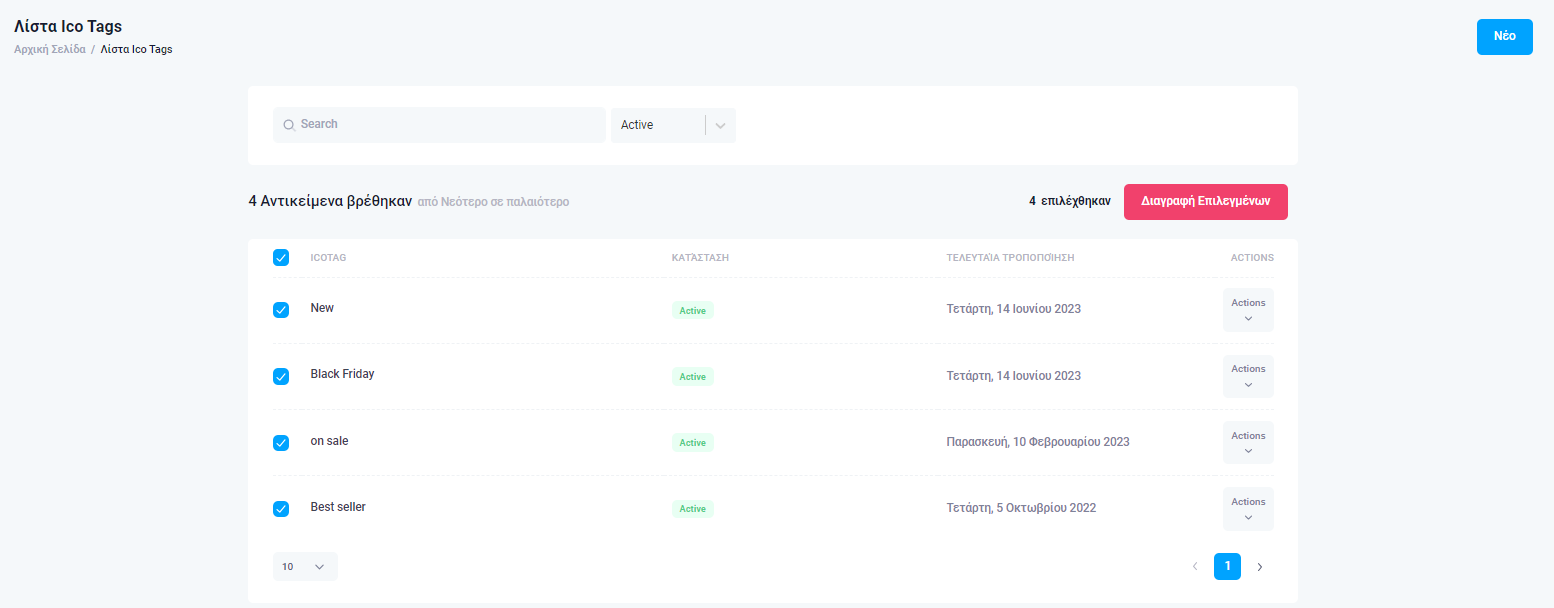 Λίστα Ico Tags
Αρχική Σελίδα / Λίστα Ico Tags
Νέο
Search
Active
4 Αντικείμενα βρέθηκαν από Νεότερο σε παλαιότερο
4 επιλέχθηκαν
Διαγραφή Επιλεγμένων
ICOTAG ΚΑΤΆΣΤΑΣΗ ΤΕΛΕΥΤΑΊΑ ΤΡΟΠΟΠΟΊΗΣΗ ACTIONS
New Active Τετάρτη, 14 Ιουνίου 2023 Actions
Black Friday Active Τετάρτη, 14 Ιουνίου 2023 Actions
on sale Active Παρασκευή, 10 Φεβρουαρίου 2023 Actions
Best seller Active Τετάρτη, 5 Οκτωβρίου 2022 Actions
10
1